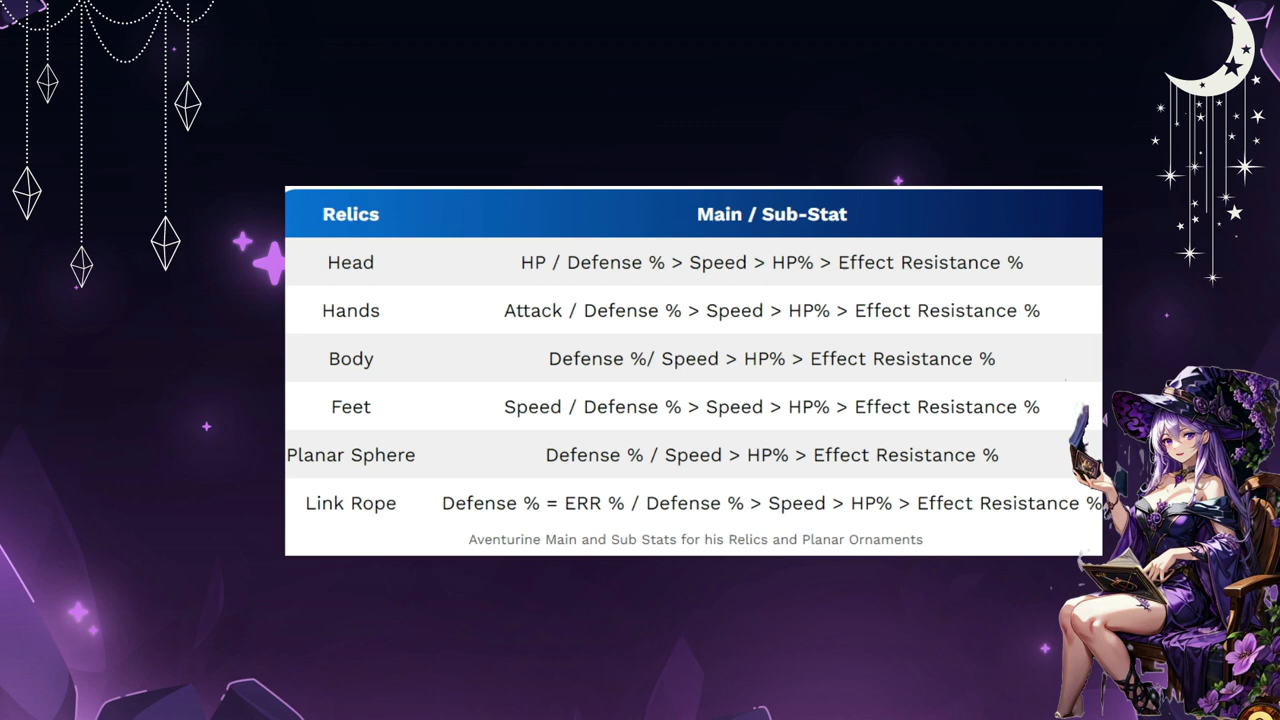 Relics Main / Sub-Stat
Head HP / Defense % > Speed > HP% > Effect Resistance %
Hands Attack / Defense % > Speed > HP% > Effect Resistance %
Body Defense %/ Speed > HP% > Effect Resistance %
Feet Speed / Defense % > Speed > HP% > Effect Resistance %
Planar Sphere Defense % / Speed > HP% > Effect Resistance %
Link Rope Defense % = ERR % / Defense % > Speed > HP% > Effect Resistance %
Aventurine Main and Sub Stats for his Relics and Planar Ornaments